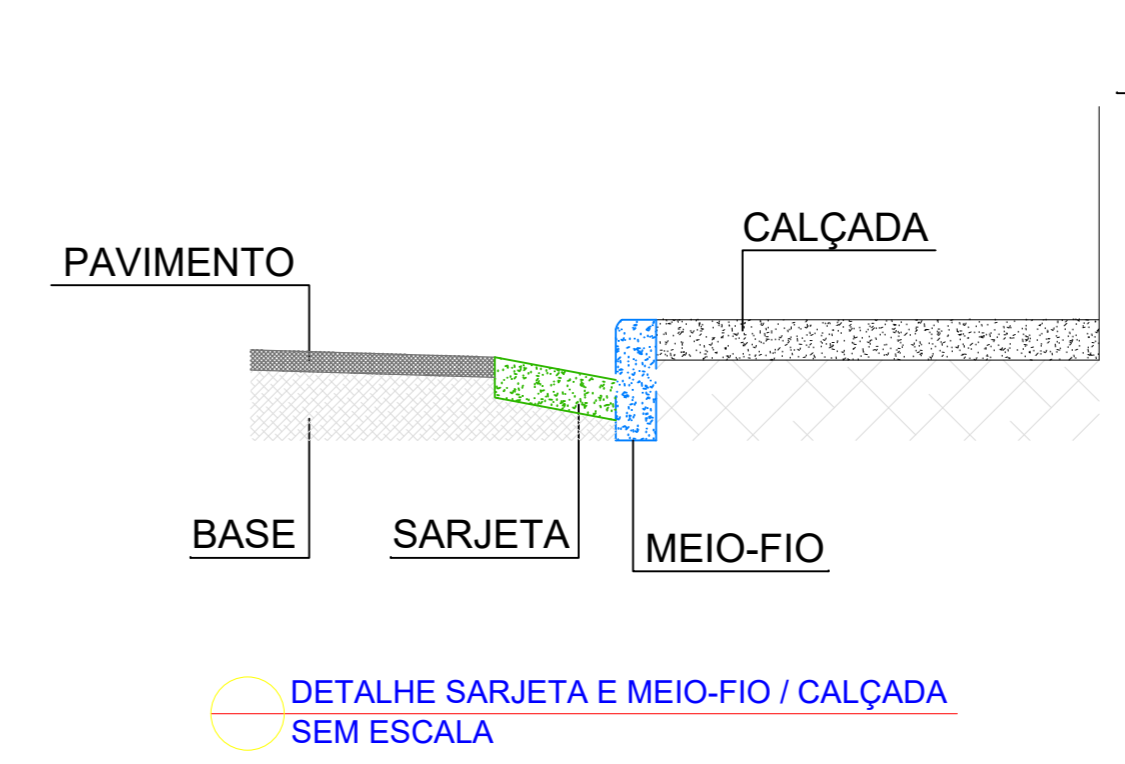 CALÇADA
PAVIMENTO
BASE
SARJETA
MEIO-FIO
DETALHE SARJETA E MEIO-FIO / CALÇADA
SEM ESCALA